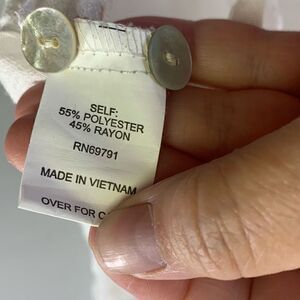 SELF:
55% POLYESTER
45% RAYON
RN69791
MADE IN VIETNAM
OVER FOR